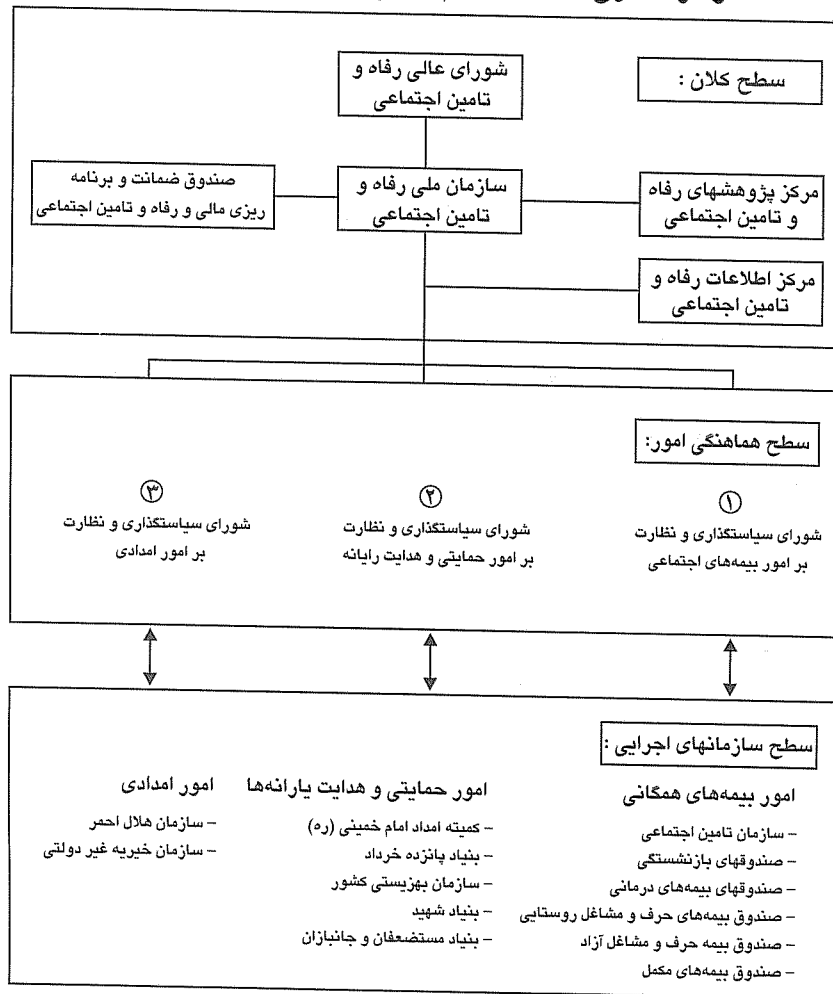 سطح کلان :
شورای عالی رفاه و
تامین اجتماعی
مرکز پژوهشهای رفاه
و تامین اجتماعی
سازمان ملی رفاه و
تامین اجتماعی
صندوق ضمانت و برنامه
ریزی مالی و رفاه و تامین اجتماعی
مرکز اطلاعات رفاه و
تامین اجتماعی
سطح هماهنگی امور:
۱
شورای سیاستگذاری و نظارت
بر امور بیمه‌های اجتماعی
۲
شورای سیاستگذاری و نظارت
بر امور حمایتی و هدایت رایانه
۳
شورای سیاستگذاری و نظارت
بر امور امدادی
سطح سازمانهای اجرایی :
امور بیمه‌های همگانی
– سازمان تامین اجتماعی
– صندوقهای بازنشستگی
– صندوقهای بیمه‌های درمانی
– صندوق بیمه‌های حرف و مشاغل روستایی
– صندوق بیمه حرف و مشاغل آزاد
– صندوق بیمه‌های مکمل
امور حمایتی و هدایت یارانه‌ها
– کمیته امداد امام خمینی (ره)
– بنیاد پانزده خرداد
– سازمان بهزیستی کشور
– بنیاد شهید
– بنیاد مستضعفان و جانبازان
امور امدادی
– سازمان هلال احمر
– سازمان خیریه غیر دولتی